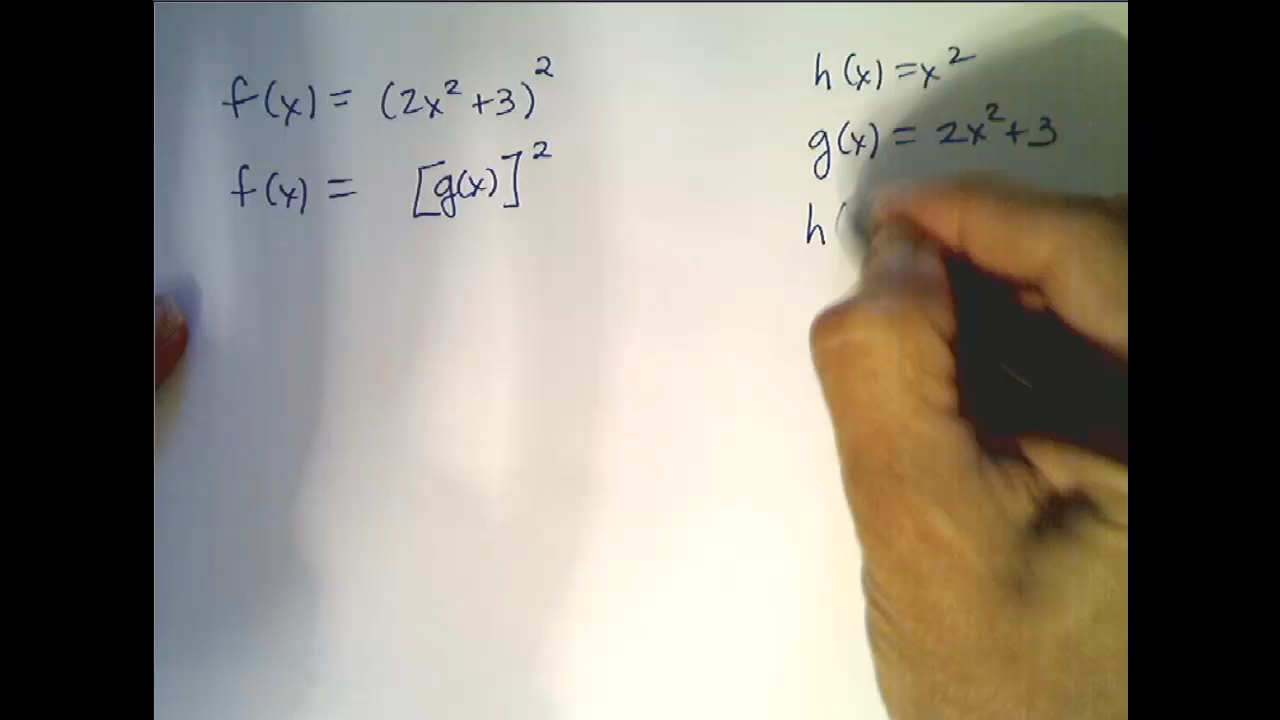 f(x) = (2x² +3)²
f(x) = [g(x)]²
h(x) = x²
g(x) = 2x² + 3
h (